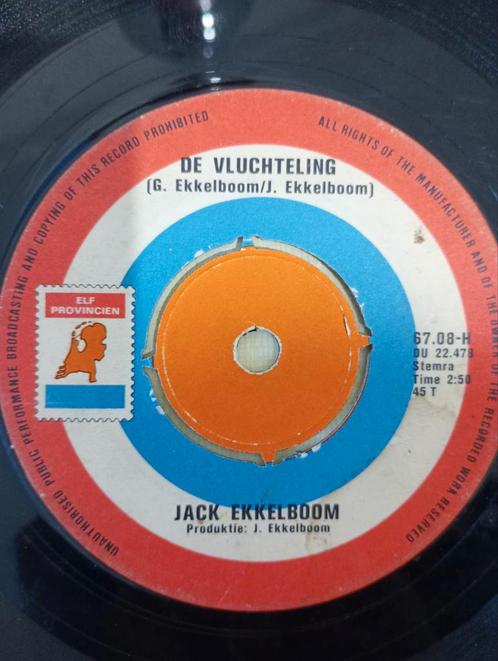 DE VLUCHTELING
(G. Ekkelboom/J. Ekkelboom)
ELF
PROVINCIEN
67.08-H
DU 22.478
Stemra
Time 2:50
45 T
JACK EKKELBOOM
Produktie: J. Ekkelboom
ALL RIGHTS OF THE MANUFACTURER AND OF THE OWNER OF THE RECORDED WORK RESERVED
UNAUTHORISED PUBLIC PERFORMANCE BROADCASTING AND COPYING OF THIS RECORD PROHIBITED